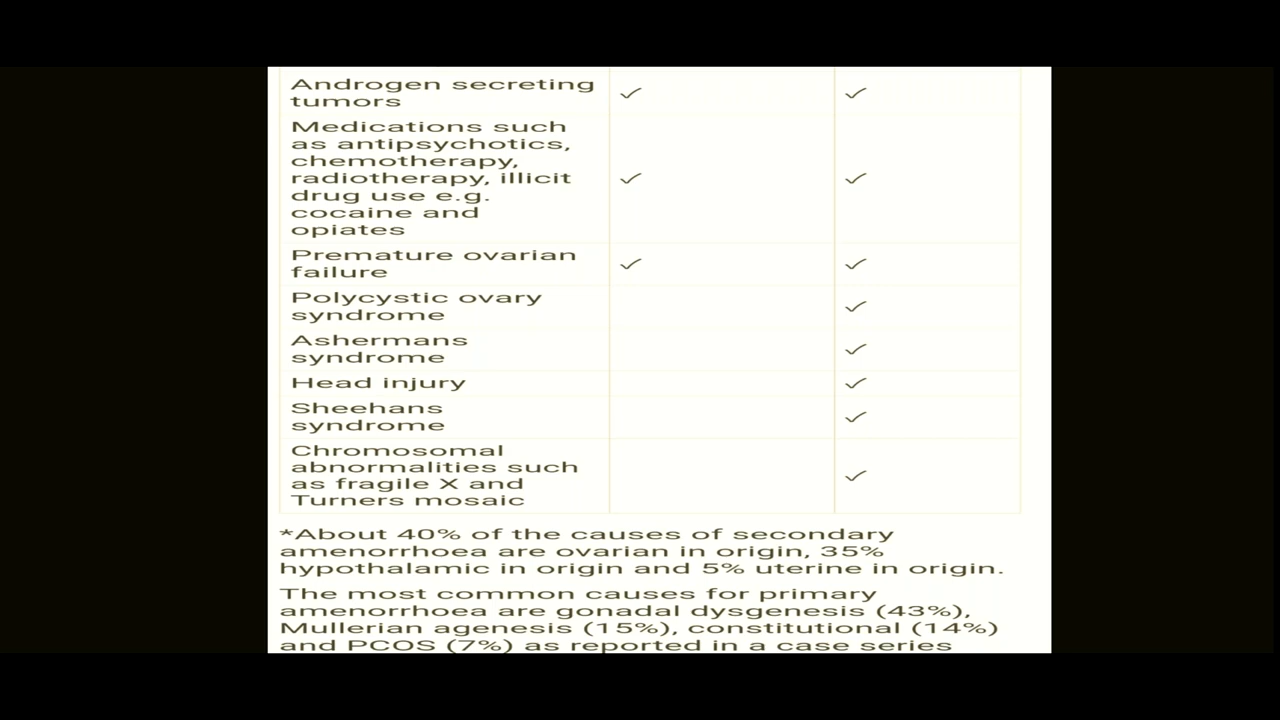 Androgen secreting
tumors
✓ ✓
Medications such
as antipsychotics,
chemotherapy,
radiotherapy, illicit
drug use e.g.
cocaine and
opiates
✓ ✓
Premature ovarian
failure
✓ ✓
Polycystic ovary
syndrome
✓
Ashermans
syndrome
✓
Head injury
✓
Sheehans
syndrome
✓
Chromosomal
abnormalities such
as fragile X and
Turners mosaic
✓
*About 40% of the causes of secondary
amenorrhoea are ovarian in origin, 35%
hypothalamic in origin and 5% uterine in origin.
The most common causes for primary
amenorrhoea are gonadal dysgenesis (43%),
Mullerian agenesis (15%), constitutional (14%)
and PCOS (7%) as reported in a case series